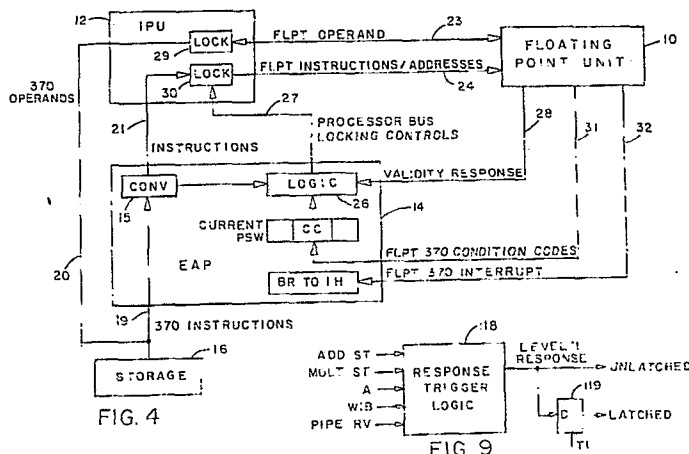 12
IPU
23
10
LOCK
FLPT OPERAND
FLOATING
POINT UNIT
29
370
OPERANDS
LOCK
FLPT INSTRUCTIONS/ADDRESSES
30
24
27
28
31
32
21
PROCESSOR BUS
LOCKING CONTROLS
INSTRUCTIONS
VALIDITY RESPONSE
CONV
LOGIC
15
26
14
CURRENT
PSW
CC
20
EAP
FLPT 370 CONDITION CODES
BR TO IH
FLPT 370 INTERRUPT
19
370 INSTRUCTIONS
16
STORAGE
FIG. 4
118
ADD ST
MULT ST
A
WIB
PIPE RV
RESPONSE
TRIGGER
LOGIC
RESPONSE
UNLATCHED
119
C
LATCHED
T1
FIG 9